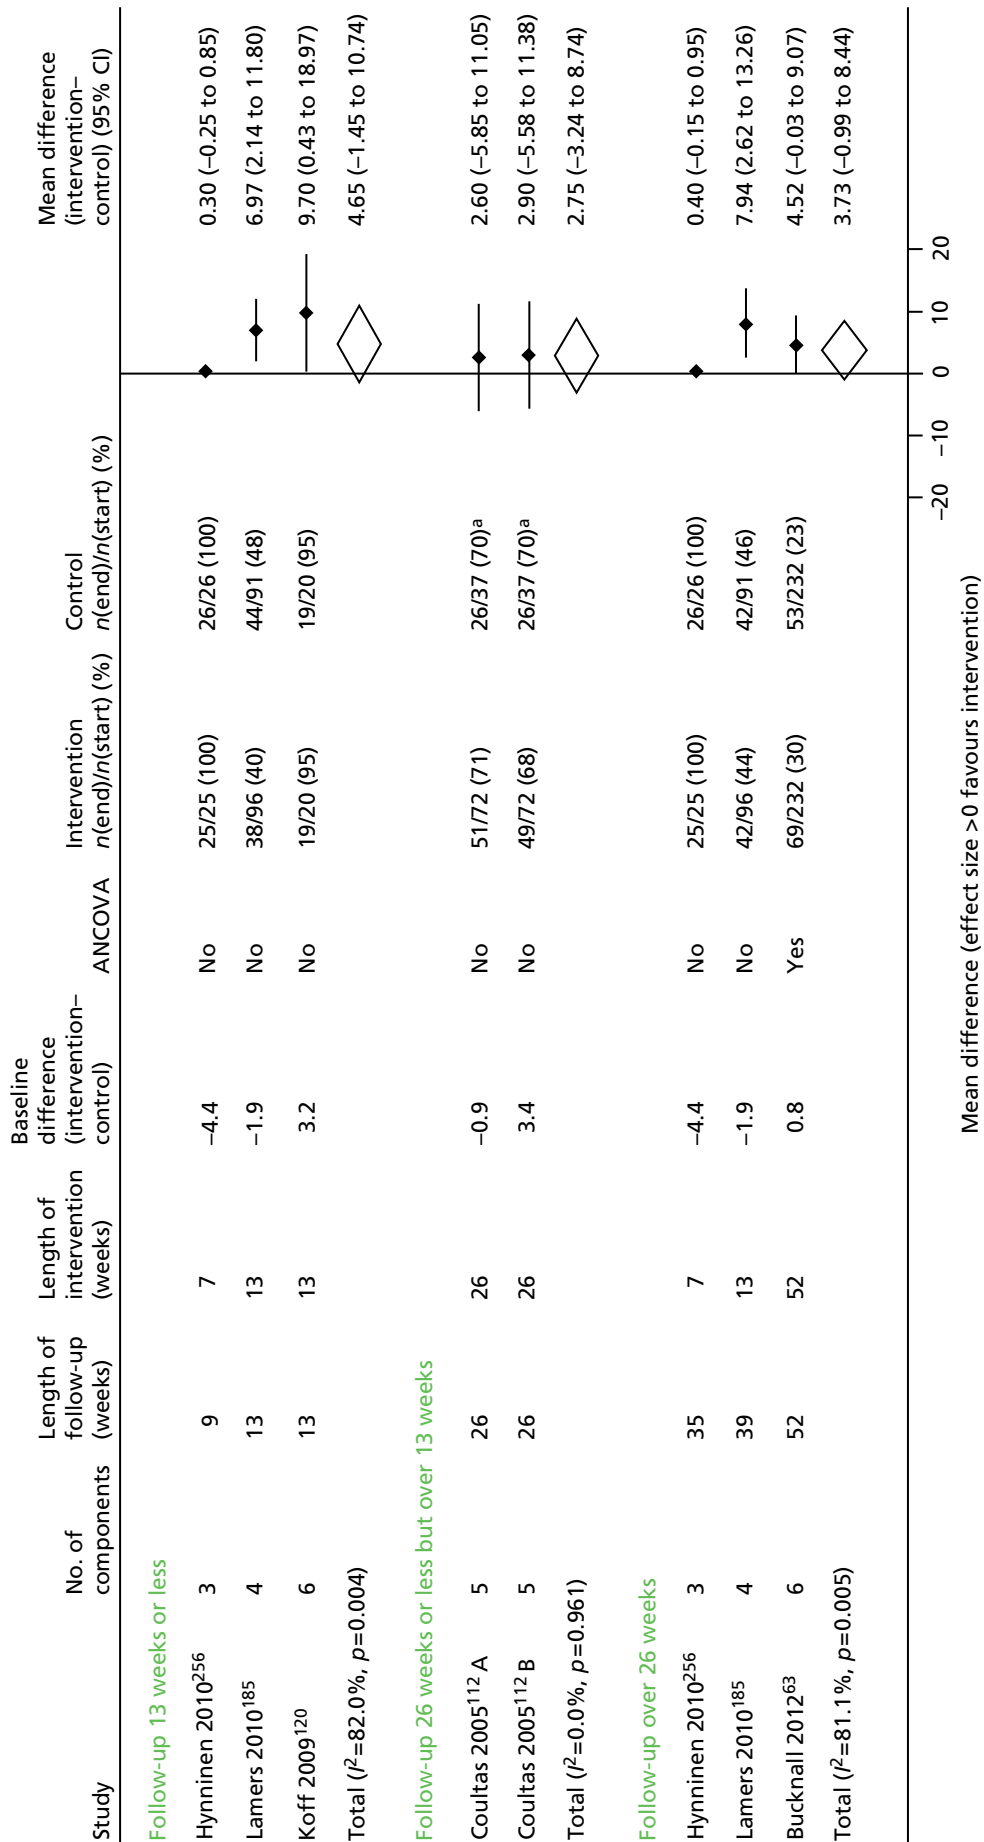 Study
No. of
components
Length of
follow-up
(weeks)
Length of
intervention
(weeks)
Baseline
difference
(intervention–
control)
ANCOVA
Intervention
n(end)/n(start) (%)
Control
n(end)/n(start) (%)
Mean difference
(intervention–
control) (95% CI)
Follow-up 13 weeks or less
Hynninen 2010²⁵⁶ 3 9 7 –4.4 No 25/25 (100) 26/26 (100) 0.30 (–0.25 to 0.85)
Lamers 2010¹⁸⁵ 4 13 13 –1.9 No 38/96 (40) 44/91 (48) 6.97 (2.14 to 11.80)
Koff 2009¹²⁰ 6 13 13 3.2 No 19/20 (95) 19/20 (95) 9.70 (0.43 to 18.97)
Total (I²=82.0%, p=0.004) 4.65 (–1.45 to 10.74)
Follow-up 26 weeks or less but over 13 weeks
Coultas 2005¹¹² A 5 26 26 –0.9 No 51/72 (71) 26/37 (70)ᵃ 2.60 (–5.85 to 11.05)
Coultas 2005¹¹² B 5 26 26 3.4 No 49/72 (68) 26/37 (70)ᵃ 2.90 (–5.58 to 11.38)
Total (I²=0.0%, p=0.961) 2.75 (–3.24 to 8.74)
Follow-up over 26 weeks
Hynninen 2010²⁵⁶ 3 35 7 –4.4 No 25/25 (100) 26/26 (100) 0.40 (–0.15 to 0.95)
Lamers 2010¹⁸⁵ 4 39 13 –1.9 No 42/96 (44) 42/91 (46) 7.94 (2.62 to 13.26)
Bucknall 2012⁶³ 6 52 52 0.8 Yes 69/232 (30) 53/232 (23) 4.52 (–0.03 to 9.07)
Total (I²=81.1%, p=0.005) 3.73 (–0.99 to 8.44)
–20 –10 0 10 20
Mean difference (effect size >0 favours intervention)